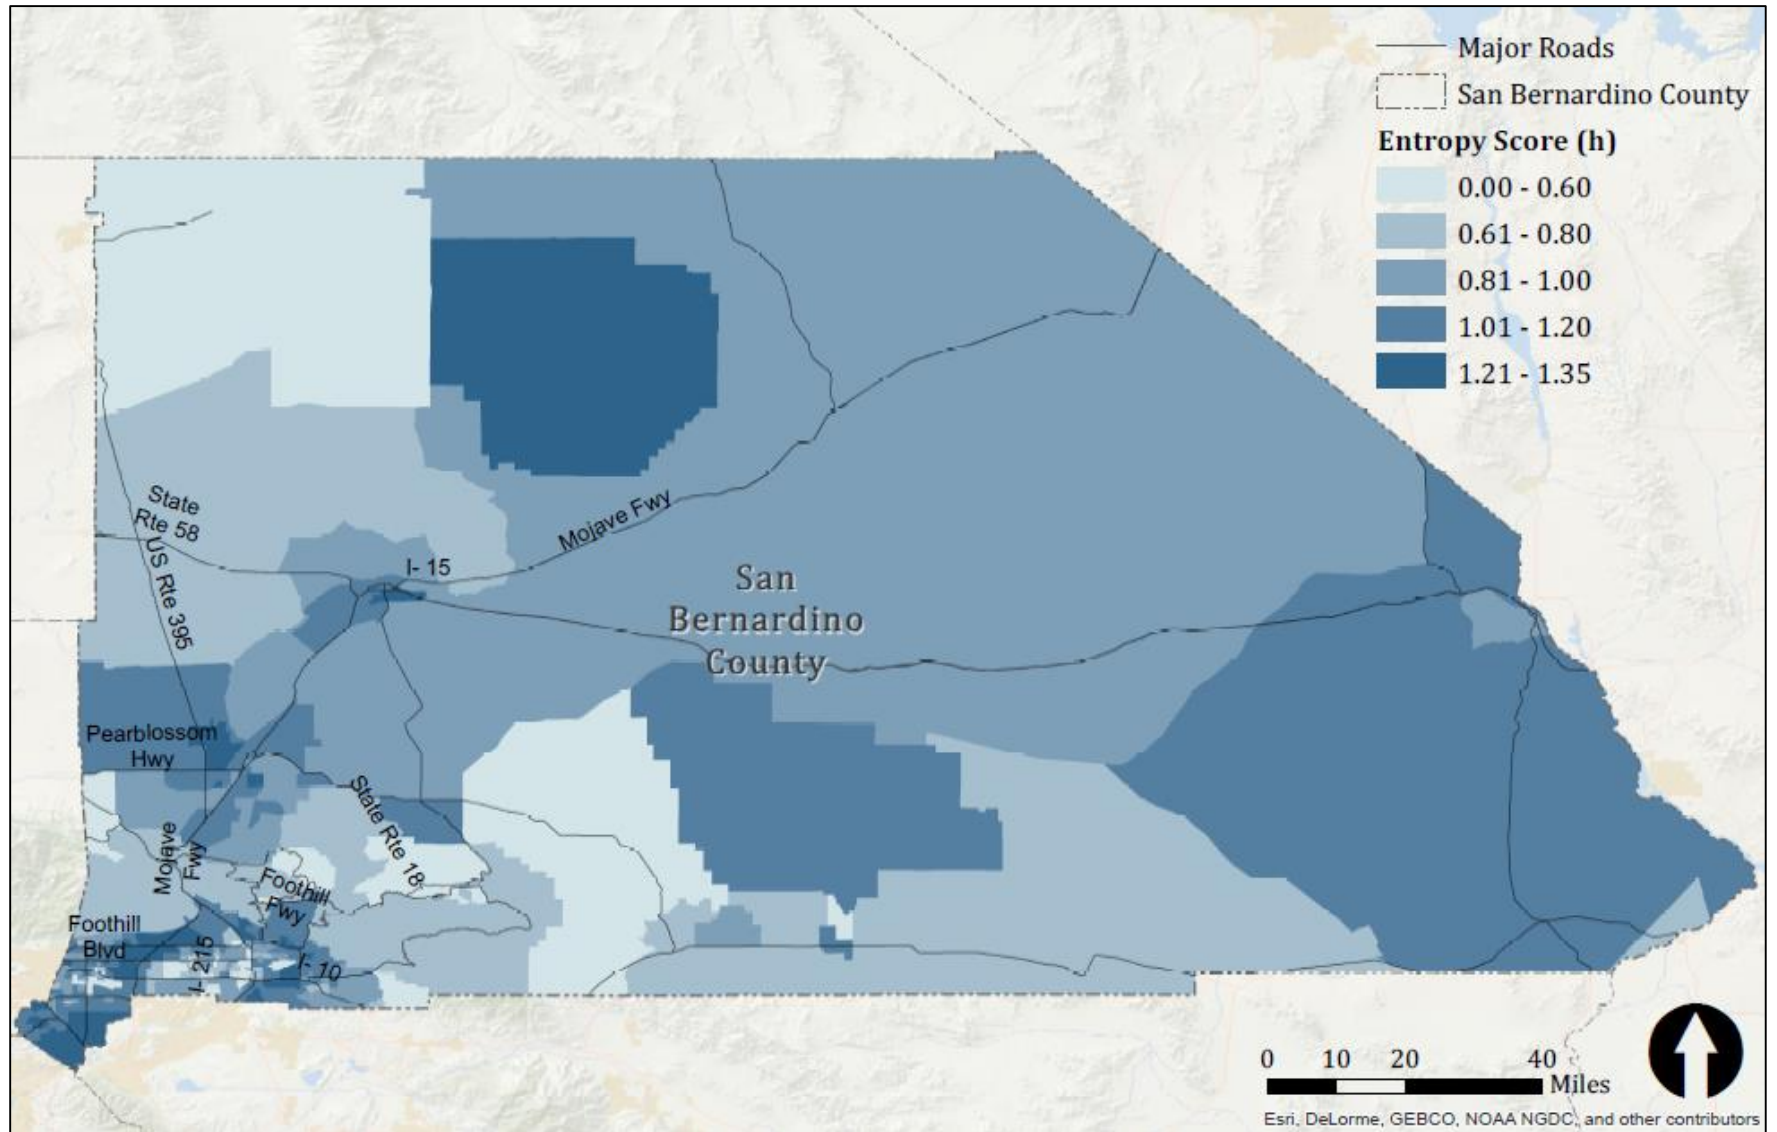 Major Roads
San Bernardino County
Entropy Score (h)
0.00 - 0.60
0.61 - 0.80
0.81 - 1.00
1.01 - 1.20
1.21 - 1.35
State
Rte 58
US Rte 395
I- 15
Mojave Fwy
San
Bernardino
County
Pearblossom
Hwy
State Rte 18
Mojave
Fwy
Foothill
Fwy
Foothill
Blvd
I- 215
I- 10
0 10 20 40
Miles
Esri, DeLorme, GEBCO, NOAA NGDC, and other contributors